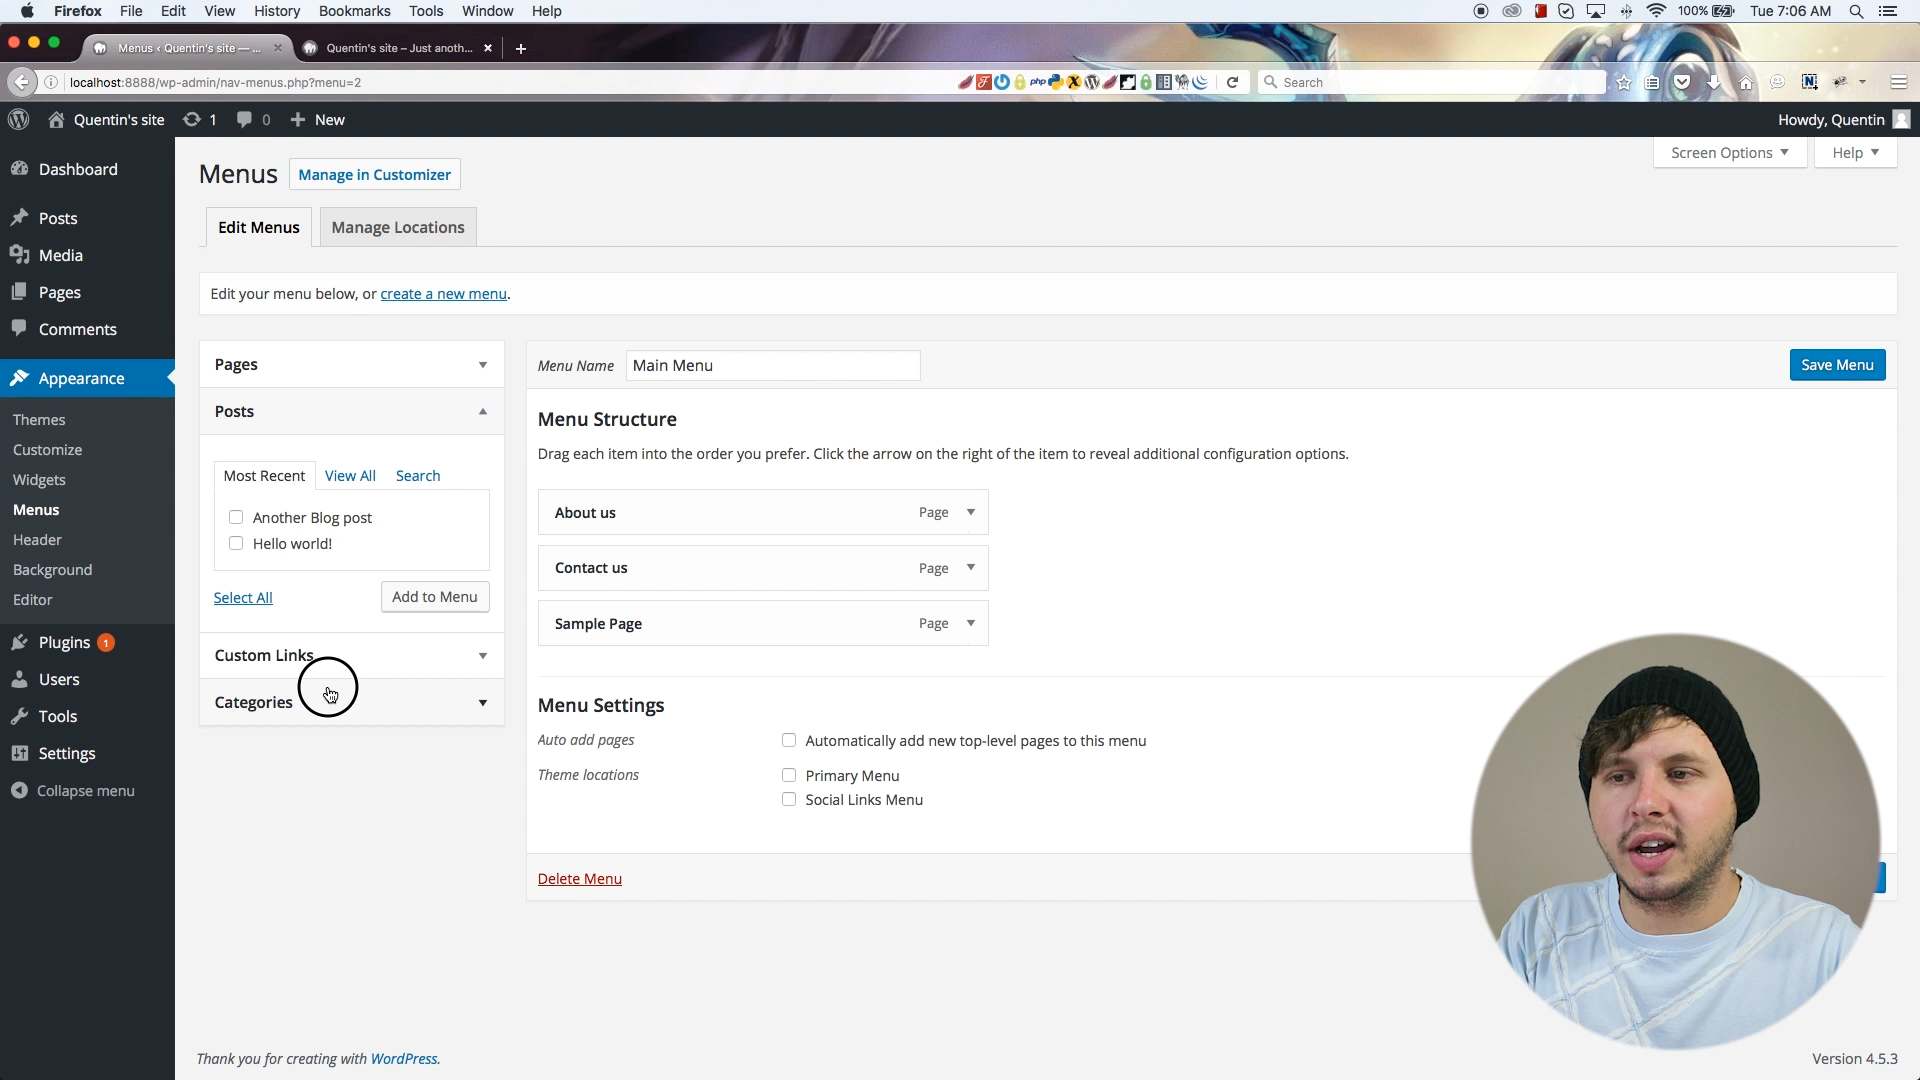 Firefox File Edit View History Bookmarks Tools Window Help 100% Tue 7:06 AM
Menus ‹ Quentin's site — ... Quentin's site – Just anoth...
localhost:8888/wp-admin/nav-menus.php?menu=2 php Search
Quentin's site 1 0 New Howdy, Quentin
Screen Options Help
Menus Manage in Customizer
Edit Menus Manage Locations
Edit your menu below, or create a new menu.
Dashboard
Posts
Media
Pages
Comments
Appearance
Themes
Customize
Widgets
Menus
Header
Background
Editor
Plugins 1
Users
Tools
Settings
Collapse menu
Pages
Posts
Most Recent View All Search
Another Blog post
Hello world!
Select All Add to Menu
Custom Links
Categories
Menu Name Main Menu Save Menu
Menu Structure
Drag each item into the order you prefer. Click the arrow on the right of the item to reveal additional configuration options.
About us Page
Contact us Page
Sample Page Page
Menu Settings
Auto add pages Automatically add new top-level pages to this menu
Theme locations Primary Menu
Social Links Menu
Delete Menu
Thank you for creating with WordPress. Version 4.5.3